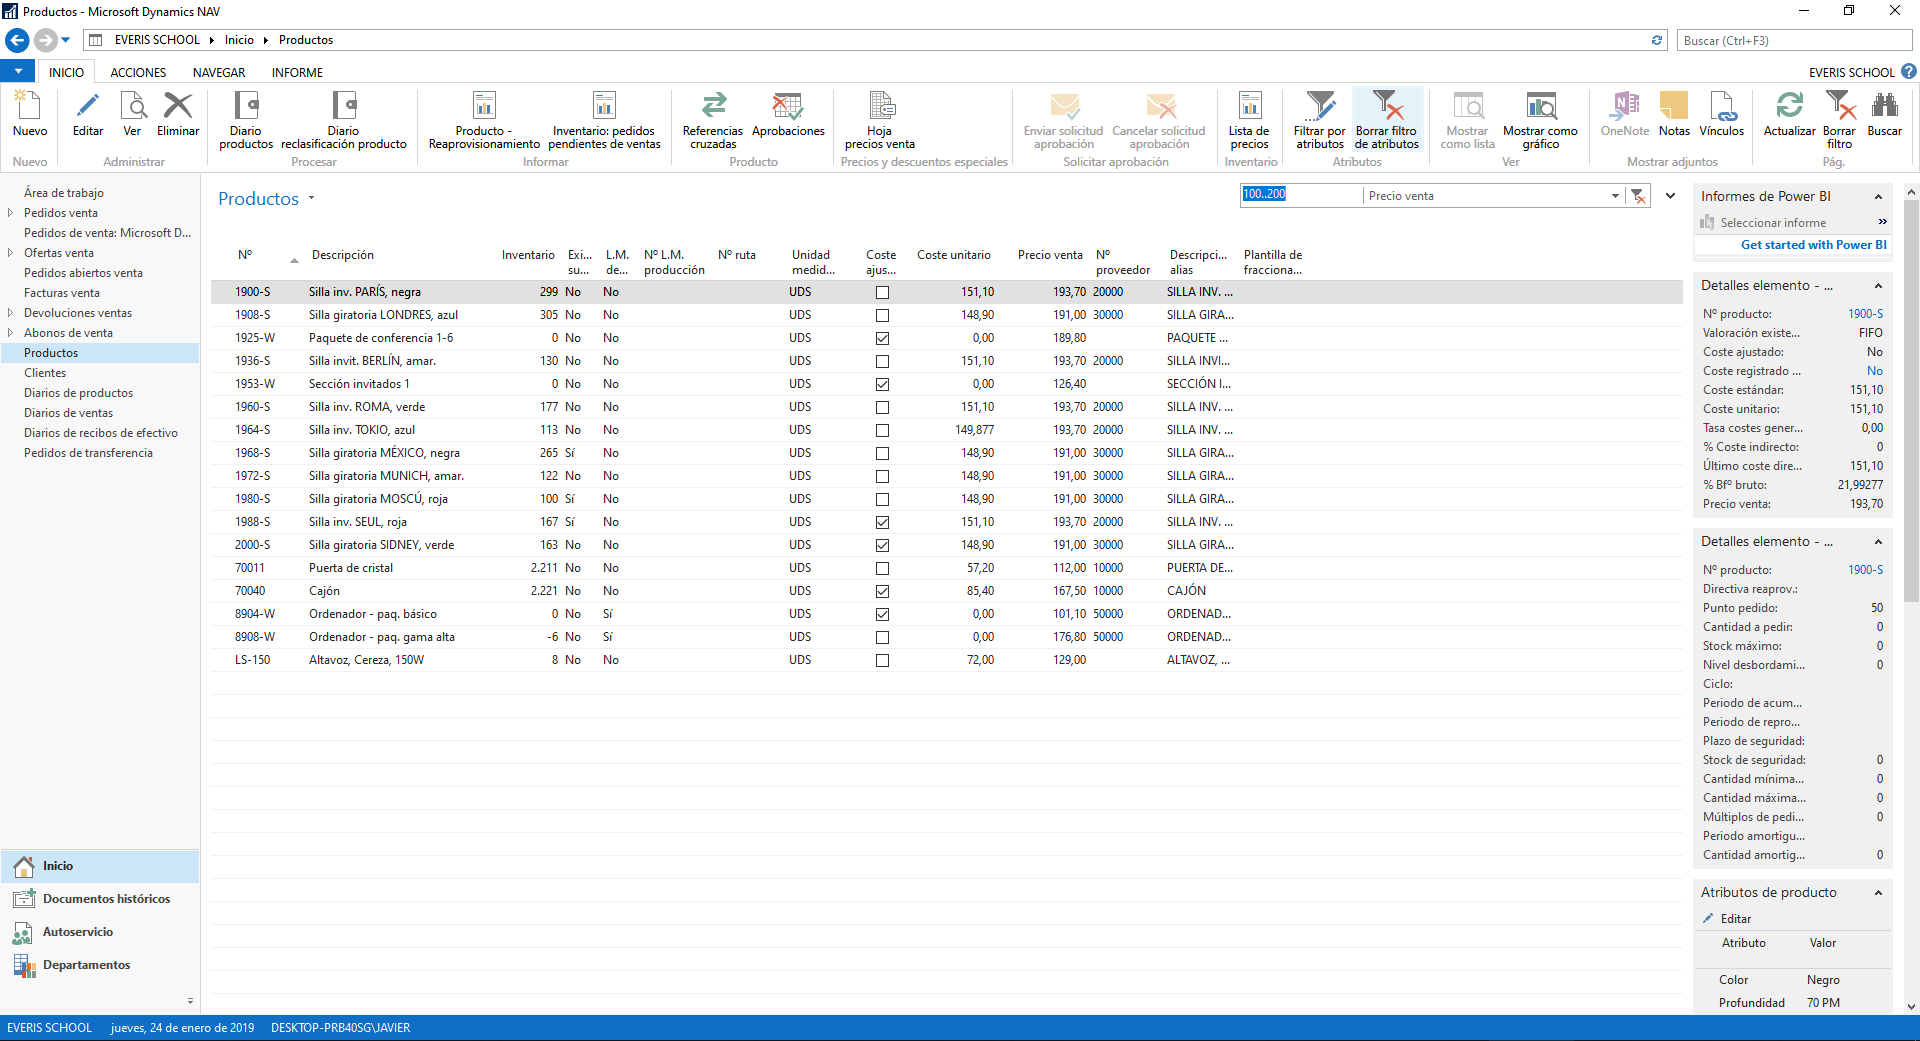 Productos - Microsoft Dynamics NAV
EVERIS SCHOOL Inicio Productos
Buscar (Ctrl+F3)
INICIO ACCIONES NAVEGAR INFORME
EVERIS SCHOOL
Nuevo
Editar Ver Eliminar
Diario productos
Diario reclasificación producto
Producto - Reaprovisionamiento
Inventario: pedidos pendientes de ventas
Referencias cruzadas
Aprobaciones
Hoja precios venta
Enviar solicitud aprobación
Cancelar solicitud aprobación
Lista de precios
Filtrar por atributos
Borrar filtro de atributos
Mostrar como lista
Mostrar como gráfico
OneNote Notas Vínculos
Actualizar
Borrar filtro
Buscar
Nuevo Administrar Procesar Informar Producto Precios y descuentos especiales Solicitar aprobación Inventario Atributos Ver Mostrar adjuntos Pág.
Área de trabajo
Pedidos venta
Pedidos de venta: Microsoft D...
Ofertas venta
Pedidos abiertos venta
Facturas venta
Devoluciones ventas
Abonos de venta
Productos
Clientes
Diarios de productos
Diarios de ventas
Diarios de recibos de efectivo
Pedidos de transferencia
Inicio
Documentos históricos
Autoservicio
Departamentos
Productos
100..200 Precio venta
Nº Descripción Inventario Exi... su... L.M. de... Nº L.M. producción Nº ruta Unidad medid... Coste ajus... Coste unitario Precio venta Nº proveedor Descripci... alias Plantilla de fracciona...
1900-S Silla inv. PARÍS, negra 299 No No UDS 151,10 193,70 20000 SILLA INV. ...
1908-S Silla giratoria LONDRES, azul 305 No No UDS 148,90 191,00 30000 SILLA GIRA...
1925-W Paquete de conferencia 1-6 0 No No UDS 0,00 189,80 PAQUETE ...
1936-S Silla invit. BERLÍN, amar. 130 No No UDS 151,10 193,70 20000 SILLA INVI...
1953-W Sección invitados 1 0 No No UDS 0,00 126,40 SECCIÓN I...
1960-S Silla inv. ROMA, verde 177 No No UDS 151,10 193,70 20000 SILLA INV. ...
1964-S Silla inv. TOKIO, azul 113 No No UDS 149,877 193,70 20000 SILLA INV. ...
1968-S Silla giratoria MÉXICO, negra 265 Sí No UDS 148,90 191,00 30000 SILLA GIRA...
1972-S Silla giratoria MUNICH, amar. 122 No No UDS 148,90 191,00 30000 SILLA GIRA...
1980-S Silla giratoria MOSCÚ, roja 100 Sí No UDS 148,90 191,00 30000 SILLA GIRA...
1988-S Silla inv. SEUL, roja 167 Sí No UDS 151,10 193,70 20000 SILLA INV. ...
2000-S Silla giratoria SIDNEY, verde 163 No No UDS 148,90 191,00 30000 SILLA GIRA...
70011 Puerta de cristal 2.211 No No UDS 57,20 112,00 10000 PUERTA DE...
70040 Cajón 2.221 No No UDS 85,40 167,50 10000 CAJÓN
8904-W Ordenador - paq. básico 0 No Sí UDS 0,00 101,10 50000 ORDENAD...
8908-W Ordenador - paq. gama alta -6 No Sí UDS 0,00 176,80 50000 ORDENAD...
LS-150 Altavoz, Cereza, 150W 8 No No UDS 72,00 129,00 ALTAVOZ, ...
Informes de Power BI
Seleccionar informe
Get started with Power BI
Detalles elemento - ...
Nº producto: 1900-S
Valoración existe... FIFO
Coste ajustado: No
Coste registrado ... No
Coste estándar: 151,10
Coste unitario: 151,10
Tasa costes gener... 0,00
% Coste indirecto: 0
Último coste dire... 151,10
% Bfº bruto: 21,99277
Precio venta: 193,70
Detalles elemento - ...
Nº producto: 1900-S
Directiva reaprov.:
Punto pedido: 50
Cantidad a pedir: 0
Stock máximo: 0
Nivel desbordami... 0
Ciclo:
Periodo de acum...
Periodo de repro...
Plazo de seguridad:
Stock de seguridad: 0
Cantidad mínima... 0
Cantidad máxima... 0
Múltiplos de pedi... 0
Periodo amortigu...
Cantidad amortig... 0
Atributos de producto
Editar
Atributo Valor
Color Negro
Profundidad 70 PM
EVERIS SCHOOL jueves, 24 de enero de 2019 DESKTOP-PRB40SG\JAVIER